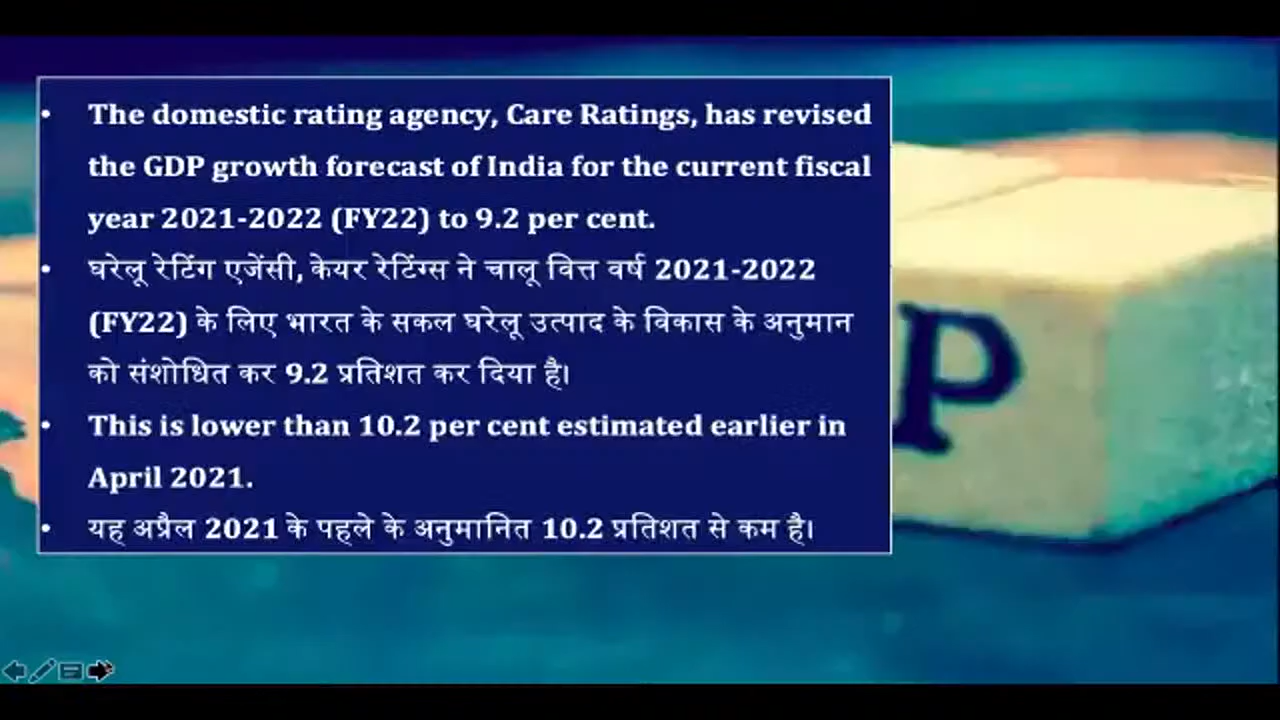 • The domestic rating agency, Care Ratings, has revised
the GDP growth forecast of India for the current fiscal
year 2021-2022 (FY22) to 9.2 per cent.
• घरेलू रेटिंग एजेंसी, केयर रेटिंग्स ने चालू वित्त वर्ष 2021-2022
(FY22) के लिए भारत के सकल घरेलू उत्पाद के विकास के अनुमान
को संशोधित कर 9.2 प्रतिशत कर दिया है।
• This is lower than 10.2 per cent estimated earlier in
April 2021.
• यह अप्रैल 2021 के पहले के अनुमानित 10.2 प्रतिशत से कम है।
P